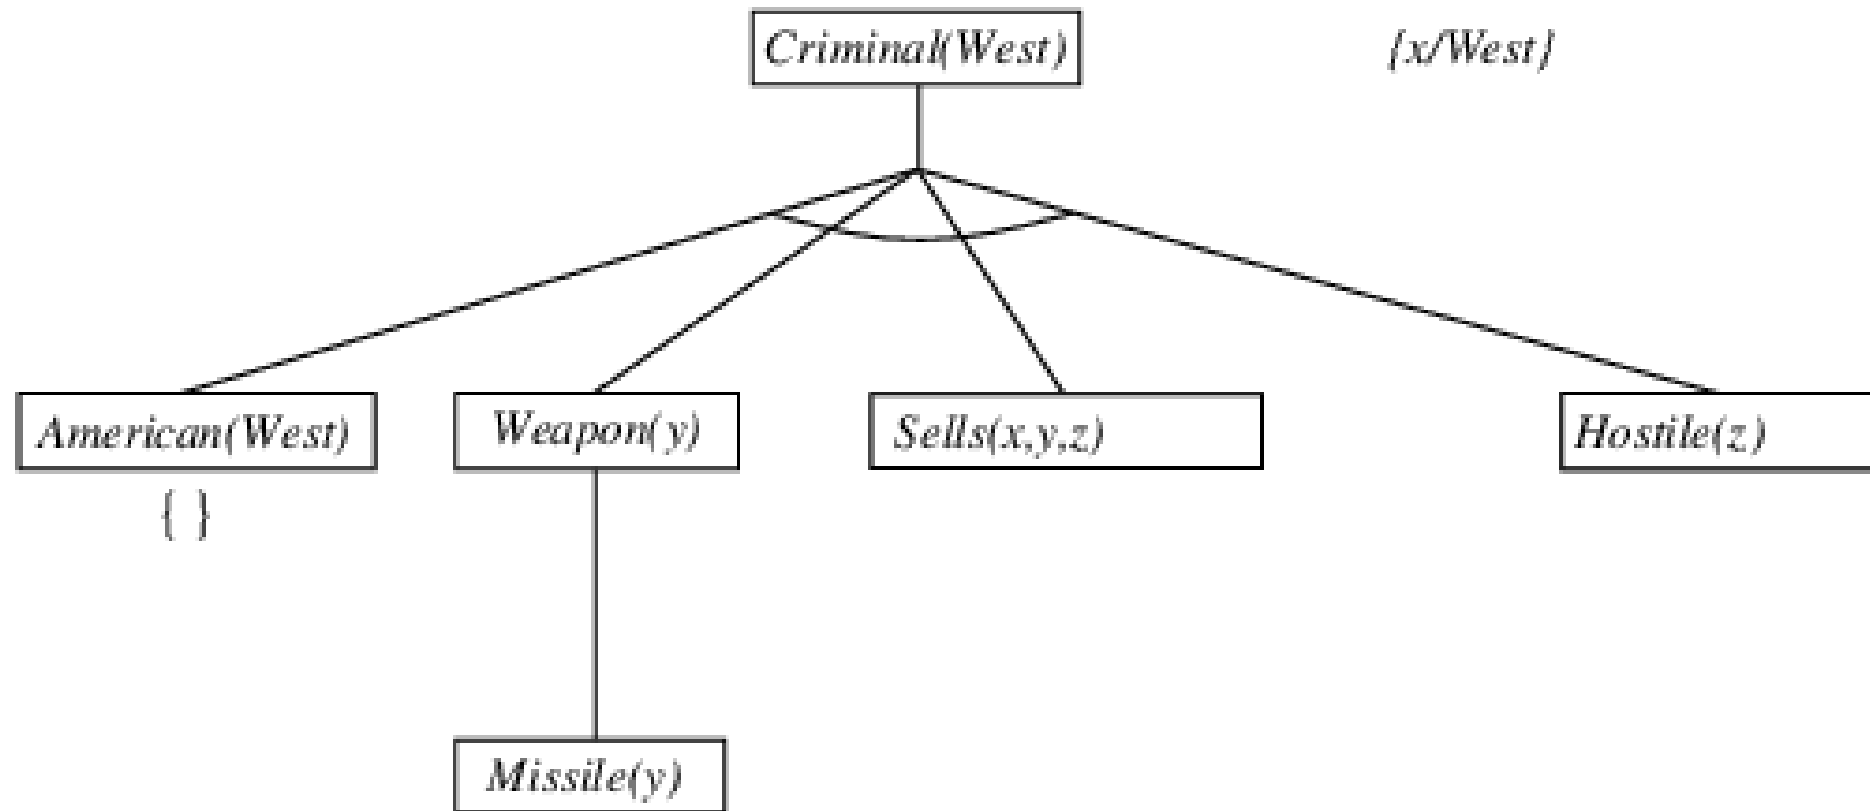 Criminal(West)
{x/West}
American(West)
Weapon(y)
Sells(x,y,z)
Hostile(z)
{ }
Missile(y)